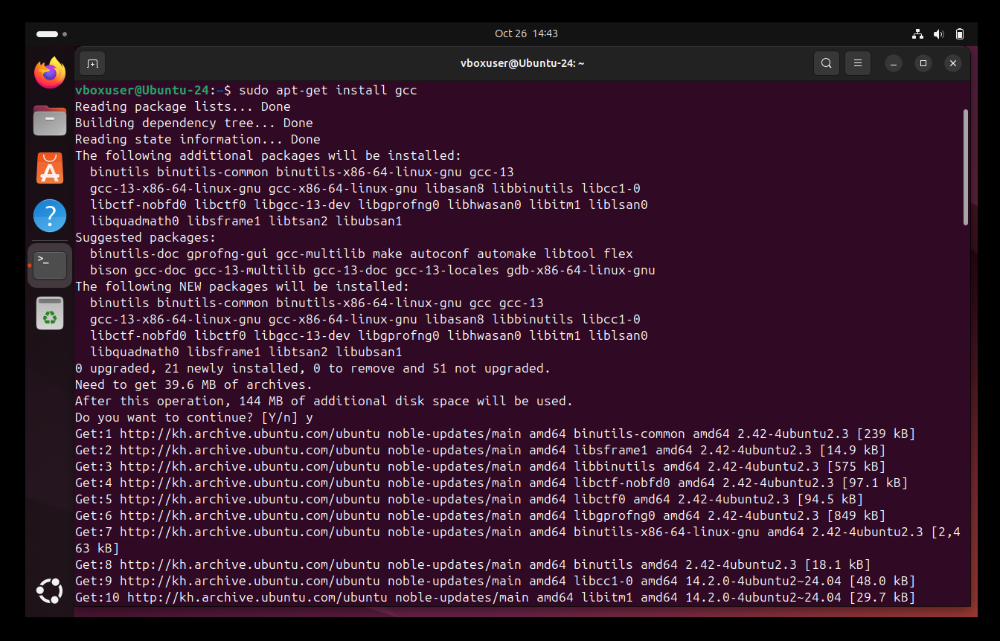 Oct 26 14:43
vboxuser@Ubuntu-24: ~
vboxuser@Ubuntu-24:~$ sudo apt-get install gcc
Reading package lists... Done
Building dependency tree... Done
Reading state information... Done
The following additional packages will be installed:
  binutils binutils-common binutils-x86-64-linux-gnu gcc-13
  gcc-13-x86-64-linux-gnu gcc-x86-64-linux-gnu libasan8 libbinutils libcc1-0
  libctf-nobfd0 libctf0 libgcc-13-dev libgprofng0 libhwasan0 libitm1 liblsan0
  libquadmath0 libsframe1 libtsan2 libubsan1
Suggested packages:
  binutils-doc gprofng-gui gcc-multilib make autoconf automake libtool flex
  bison gcc-doc gcc-13-multilib gcc-13-doc gcc-13-locales gdb-x86-64-linux-gnu
The following NEW packages will be installed:
  binutils binutils-common binutils-x86-64-linux-gnu gcc gcc-13
  gcc-13-x86-64-linux-gnu gcc-x86-64-linux-gnu libasan8 libbinutils libcc1-0
  libctf-nobfd0 libctf0 libgcc-13-dev libgprofng0 libhwasan0 libitm1 liblsan0
  libquadmath0 libsframe1 libtsan2 libubsan1
0 upgraded, 21 newly installed, 0 to remove and 51 not upgraded.
Need to get 39.6 MB of archives.
After this operation, 144 MB of additional disk space will be used.
Do you want to continue? [Y/n] y
Get:1 http://kh.archive.ubuntu.com/ubuntu noble-updates/main amd64 binutils-common amd64 2.42-4ubuntu2.3 [239 kB]
Get:2 http://kh.archive.ubuntu.com/ubuntu noble-updates/main amd64 libsframe1 amd64 2.42-4ubuntu2.3 [14.9 kB]
Get:3 http://kh.archive.ubuntu.com/ubuntu noble-updates/main amd64 libbinutils amd64 2.42-4ubuntu2.3 [575 kB]
Get:4 http://kh.archive.ubuntu.com/ubuntu noble-updates/main amd64 libctf-nobfd0 amd64 2.42-4ubuntu2.3 [97.1 kB]
Get:5 http://kh.archive.ubuntu.com/ubuntu noble-updates/main amd64 libctf0 amd64 2.42-4ubuntu2.3 [94.5 kB]
Get:6 http://kh.archive.ubuntu.com/ubuntu noble-updates/main amd64 libgprofng0 amd64 2.42-4ubuntu2.3 [849 kB]
Get:7 http://kh.archive.ubuntu.com/ubuntu noble-updates/main amd64 binutils-x86-64-linux-gnu amd64 2.42-4ubuntu2.3 [2,4
63 kB]
Get:8 http://kh.archive.ubuntu.com/ubuntu noble-updates/main amd64 binutils amd64 2.42-4ubuntu2.3 [18.1 kB]
Get:9 http://kh.archive.ubuntu.com/ubuntu noble-updates/main amd64 libcc1-0 amd64 14.2.0-4ubuntu2~24.04 [48.0 kB]
Get:10 http://kh.archive.ubuntu.com/ubuntu noble-updates/main amd64 libitm1 amd64 14.2.0-4ubuntu2~24.04 [29.7 kB]